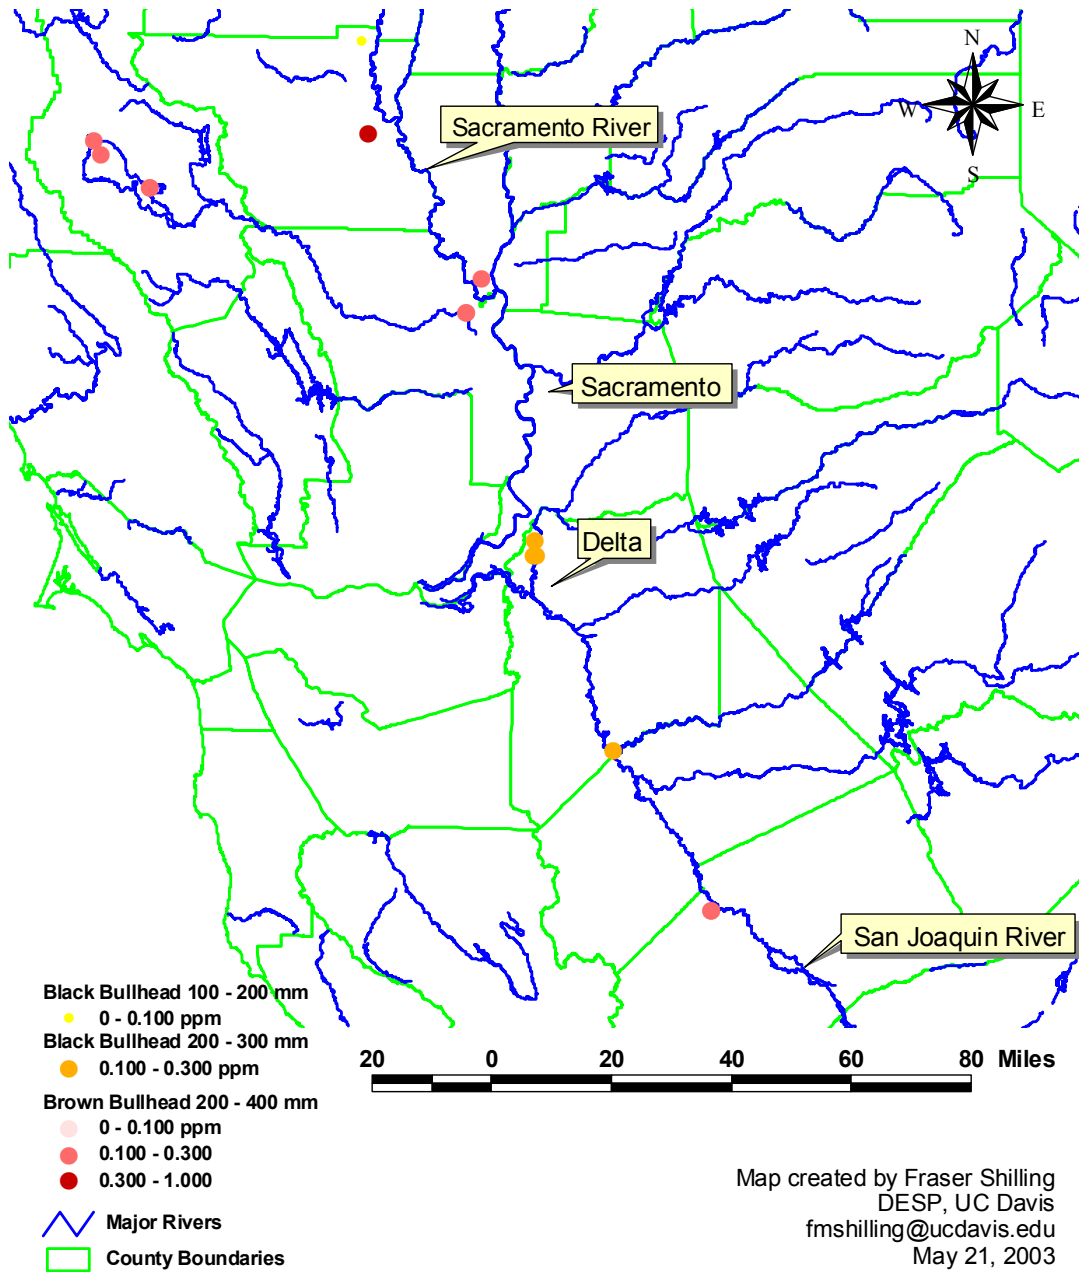 N
W
E
S
Sacramento River
Sacramento
Delta
San Joaquin River
Black Bullhead 100 - 200 mm
0 - 0.100 ppm
Black Bullhead 200 - 300 mm
0.100 - 0.300 ppm
Brown Bullhead 200 - 400 mm
0 - 0.100 ppm
0.100 - 0.300
0.300 - 1.000
Major Rivers
County Boundaries
20 0 20 40 60 80 Miles
Map created by Fraser Shilling
DESP, UC Davis
fmshilling@ucdavis.edu
May 21, 2003